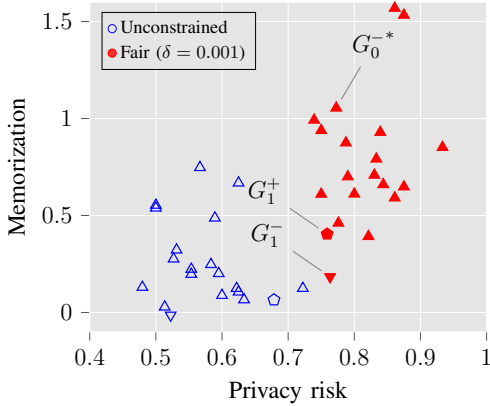 1.5
1
0.5
0
Memorization
Unconstrained
Fair (δ = 0.001)
G₀⁻*
G₁⁺
G₁⁻
0.4 0.5 0.6 0.7 0.8 0.9 1
Privacy risk